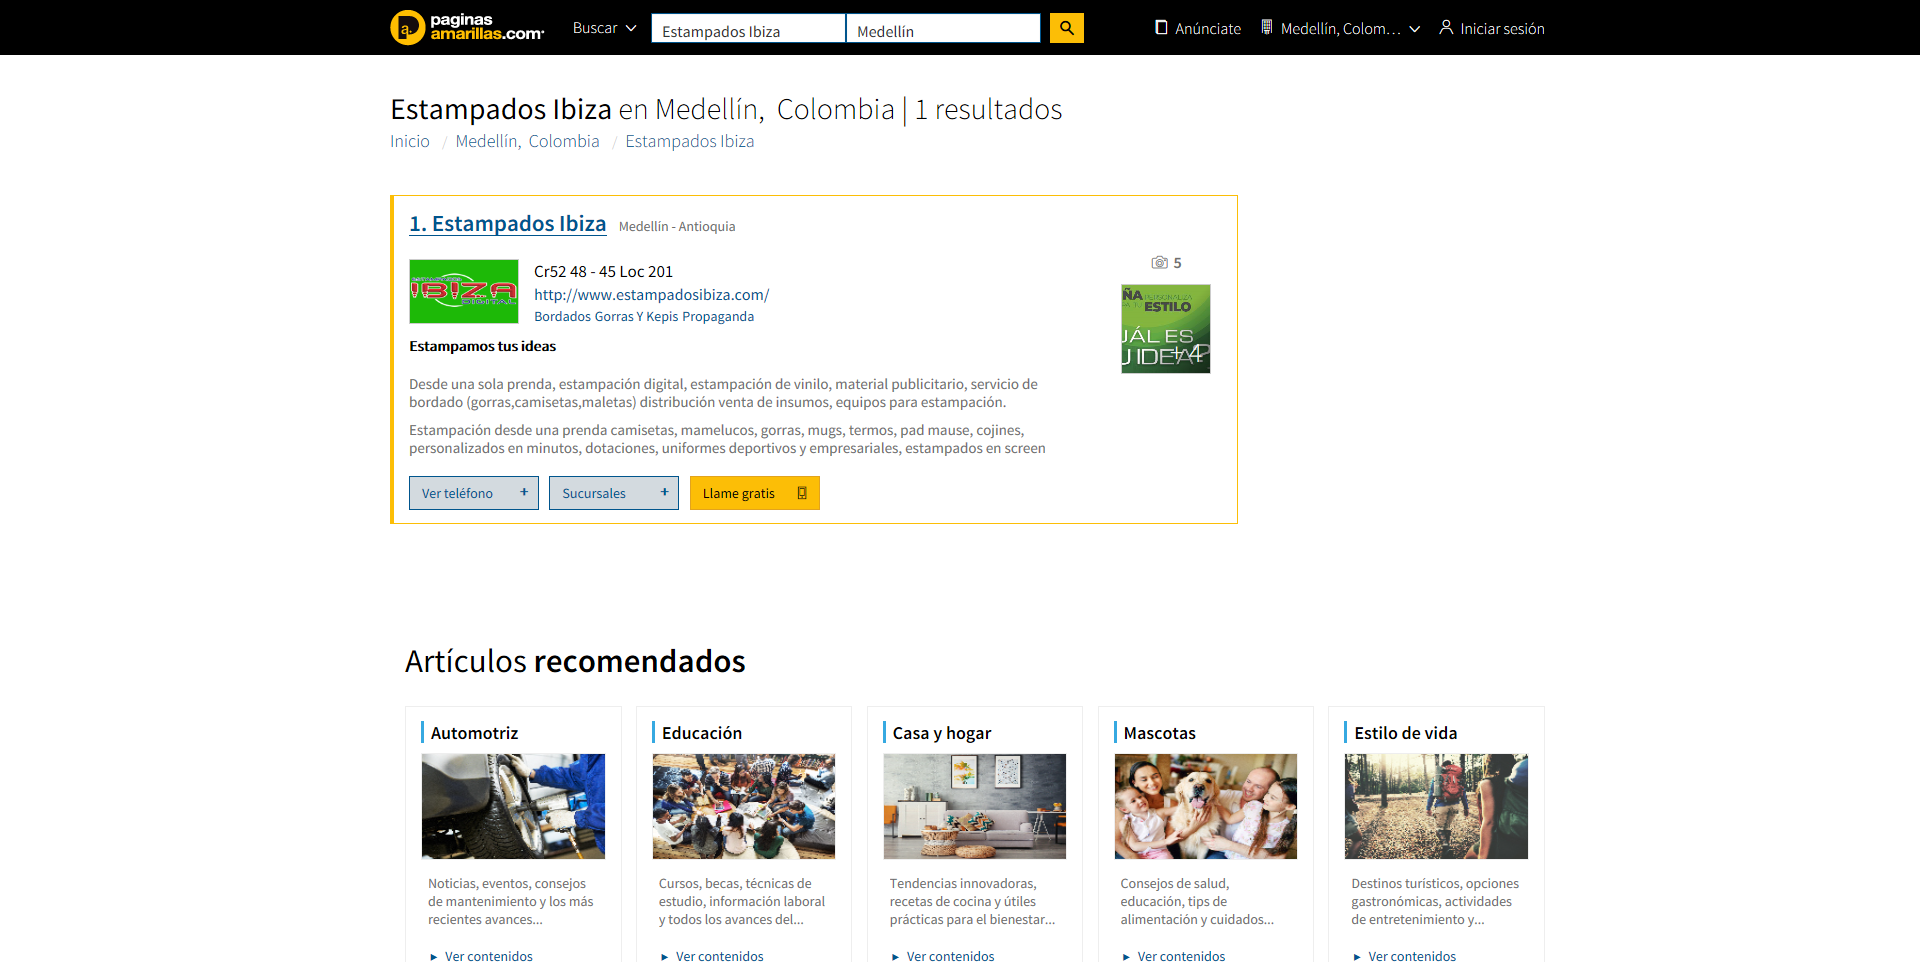 paginas
amarillas.com
Buscar
Estampados Ibiza
Medellín
Anúnciate
Medellín, Colom...
Iniciar sesión
Estampados Ibiza en Medellín, Colombia | 1 resultados
Inicio / Medellín, Colombia / Estampados Ibiza
1. Estampados Ibiza
Medellín - Antioquia
IBIZA
Cr52 48 - 45 Loc 201
http://www.estampadosibiza.com/
Bordados Gorras Y Kepis Propaganda
5
ÑA PERSONALIZA
ESTILO
UÁL ES
U IDEA?
+4
Estampamos tus ideas
Desde una sola prenda, estampación digital, estampación de vinilo, material publicitario, servicio de
bordado (gorras,camisetas,maletas) distribución venta de insumos, equipos para estampación.
Estampación desde una prenda camisetas, mamelucos, gorras, mugs, termos, pad mause, cojines,
personalizados en minutos, dotaciones, uniformes deportivos y empresariales, estampados en screen
Ver teléfono +
Sucursales +
Llame gratis
Artículos recomendados
Automotriz
Noticias, eventos, consejos
de mantenimiento y los más
recientes avances...
► Ver contenidos
Educación
Cursos, becas, técnicas de
estudio, información laboral
y todos los avances del...
► Ver contenidos
Casa y hogar
Tendencias innovadoras,
recetas de cocina y útiles
prácticas para el bienestar...
► Ver contenidos
Mascotas
Consejos de salud,
educación, tips de
alimentación y cuidados...
► Ver contenidos
Estilo de vida
Destinos turísticos, opciones
gastronómicas, actividades
de entretenimiento y...
► Ver contenidos